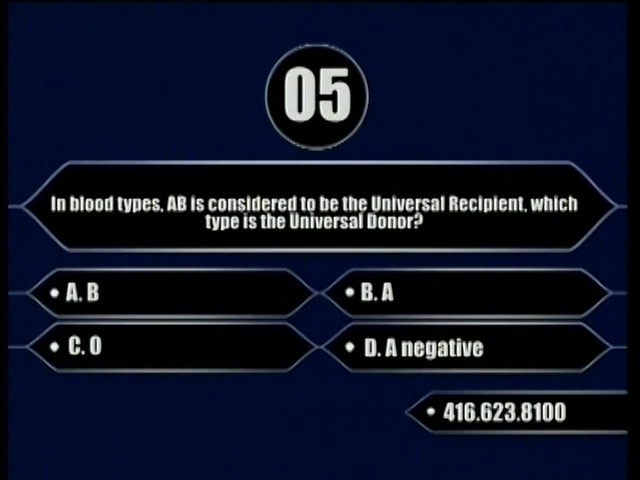 05
In blood types, AB is considered to be the Universal Recipient, which
type is the Universal Donor?
• A. B
• B. A
• C. O
• D. A negative
• 416.623.8100